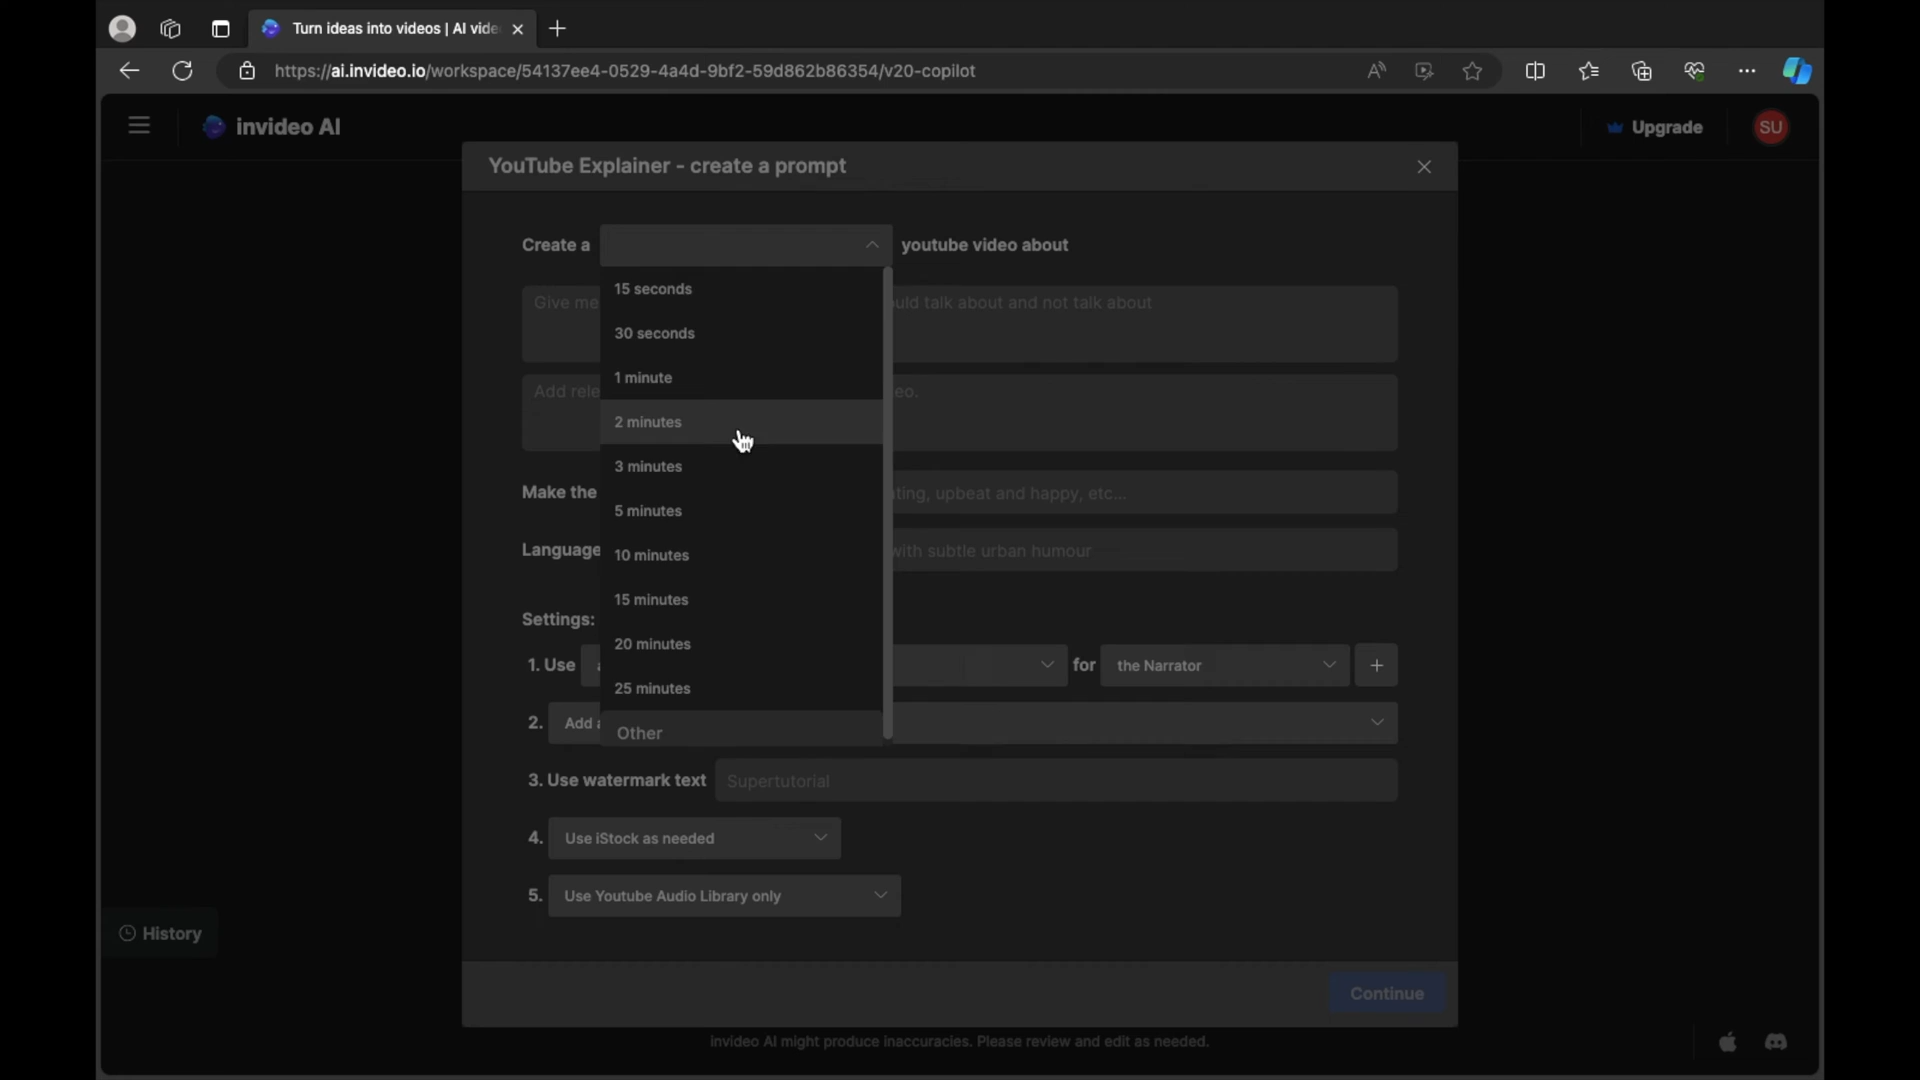 Turn ideas into videos | AI vide
https://ai.invideo.io/workspace/54137ee4-0529-4a4d-9bf2-59d862b86354/v20-copilot
invideo AI
Upgrade
SU
YouTube Explainer - create a prompt
Create a
youtube video about
15 seconds
Give me
uld talk about and not talk about
30 seconds
1 minute
Add rele
eo.
2 minutes
3 minutes
Make the
ting, upbeat and happy, etc...
5 minutes
Language
with subtle urban humour
10 minutes
15 minutes
Settings:
20 minutes
1. Use
for
the Narrator
+
25 minutes
2.
Add a
Other
3. Use watermark text
Supertutorial
4.
Use iStock as needed
5.
Use Youtube Audio Library only
History
Continue
invideo AI might produce inaccuracies. Please review and edit as needed.